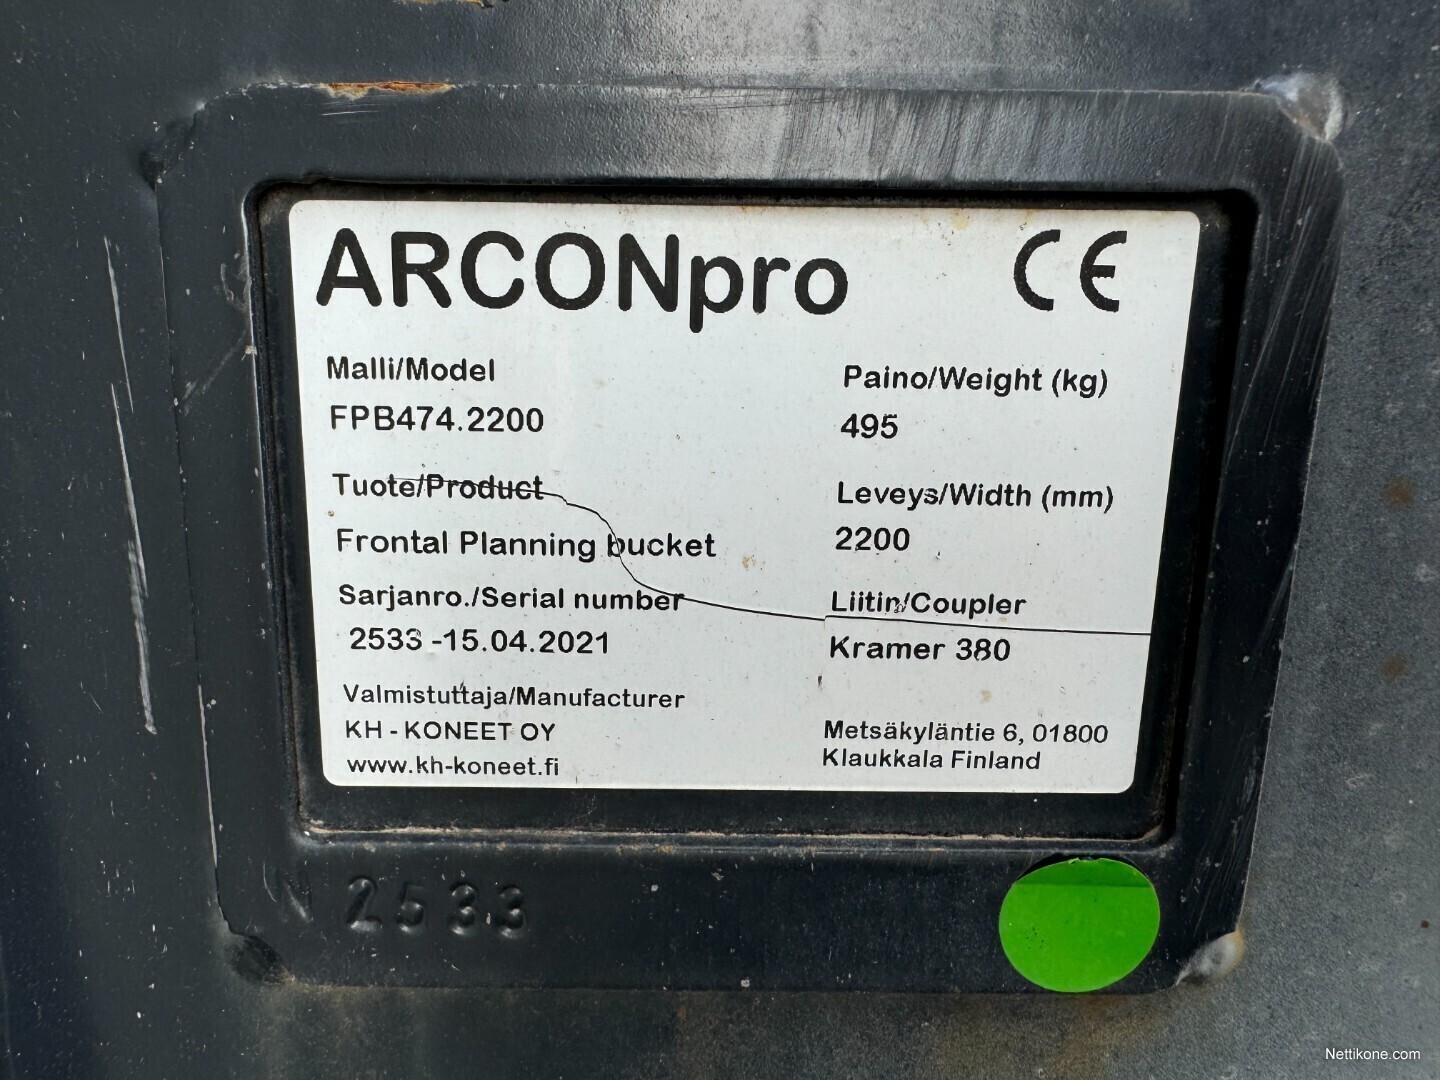 ARCONpro CE
Malli/Model
FPB474.2200
Paino/Weight (kg)
495
Tuote/Product
Frontal Planning bucket
Leveys/Width (mm)
2200
Sarjanro./Serial number
2533 -15.04.2021
Liitin/Coupler
Kramer 380
Valmistuttaja/Manufacturer
KH - KONEET OY
www.kh-koneet.fi
Metsäkyläntie 6, 01800
Klaukkala Finland
2533
Nettikone.com